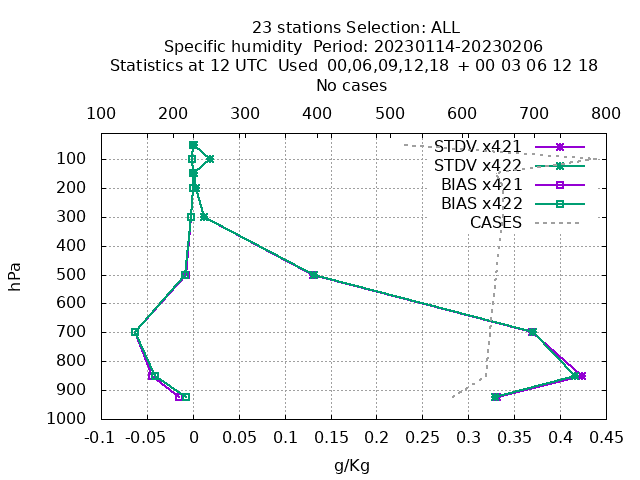 23 stations Selection: ALL
Specific humidity  Period: 20230114-20230206
Statistics at 12 UTC  Used  00,06,09,12,18  + 00 03 06 12 18
No cases
100 200 300 400 500 600 700 800
STDV x421
STDV x422
BIAS x421
BIAS x422
CASES
hPa
100
200
300
400
500
600
700
800
900
1000
-0.1 -0.05 0 0.05 0.1 0.15 0.2 0.25 0.3 0.35 0.4 0.45
g/Kg